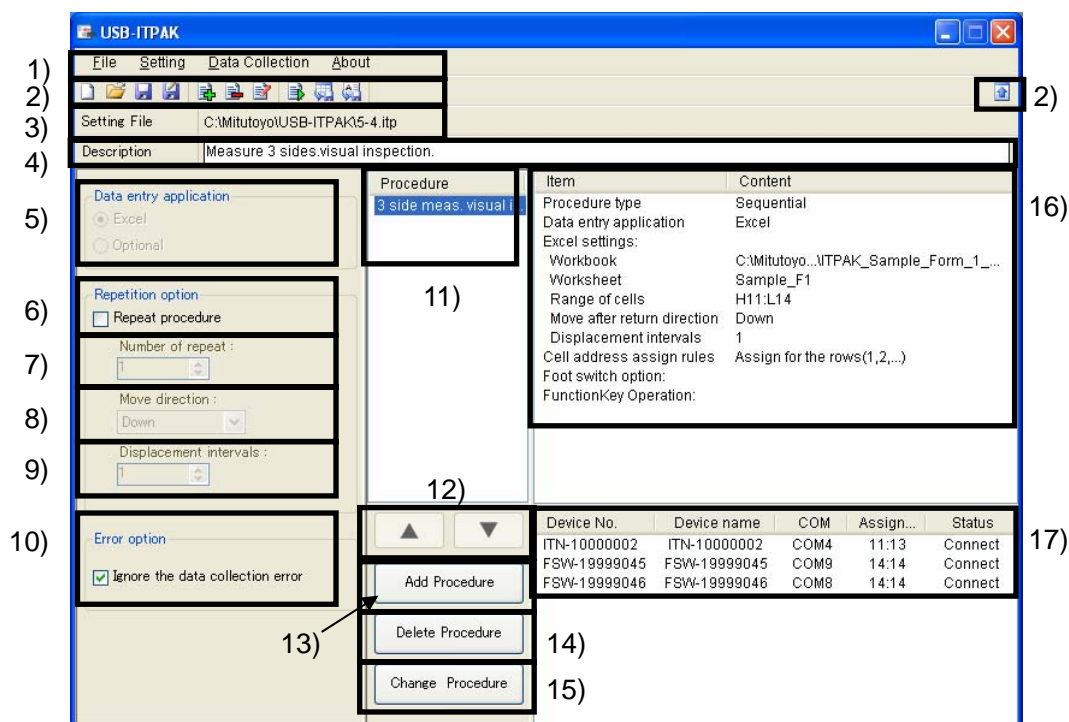 USB-ITPAK
1) File Setting Data Collection About
2) 2)
3) Setting File C:\Mitutoyo\USB-ITPAK\5-4.itp
4) Description Measure 3 sides.visual inspection.
5) Data entry application
Excel
Optional
6) Repetition option
Repeat procedure
7) Number of repeat :
1
8) Move direction :
Down
9) Displacement intervals :
1
10) Error option
Ignore the data collection error
Procedure
3 side meas. visual i...
11)
12)
Add Procedure
13)
Delete Procedure 14)
Change Procedure 15)
Item Content 16)
Procedure type Sequential
Data entry application Excel
Excel settings:
Workbook C:\Mitutoyo...\ITPAK_Sample_Form_1_...
Worksheet Sample_F1
Range of cells H11:L14
Move after return direction Down
Displacement intervals 1
Cell address assign rules Assign for the rows(1,2,...)
Foot switch option:
FunctionKey Operation:
Device No. Device name COM Assign... Status 17)
ITN-10000002 ITN-10000002 COM4 11:13 Connect
FSW-19999045 FSW-19999045 COM9 14:14 Connect
FSW-19999046 FSW-19999046 COM8 14:14 Connect